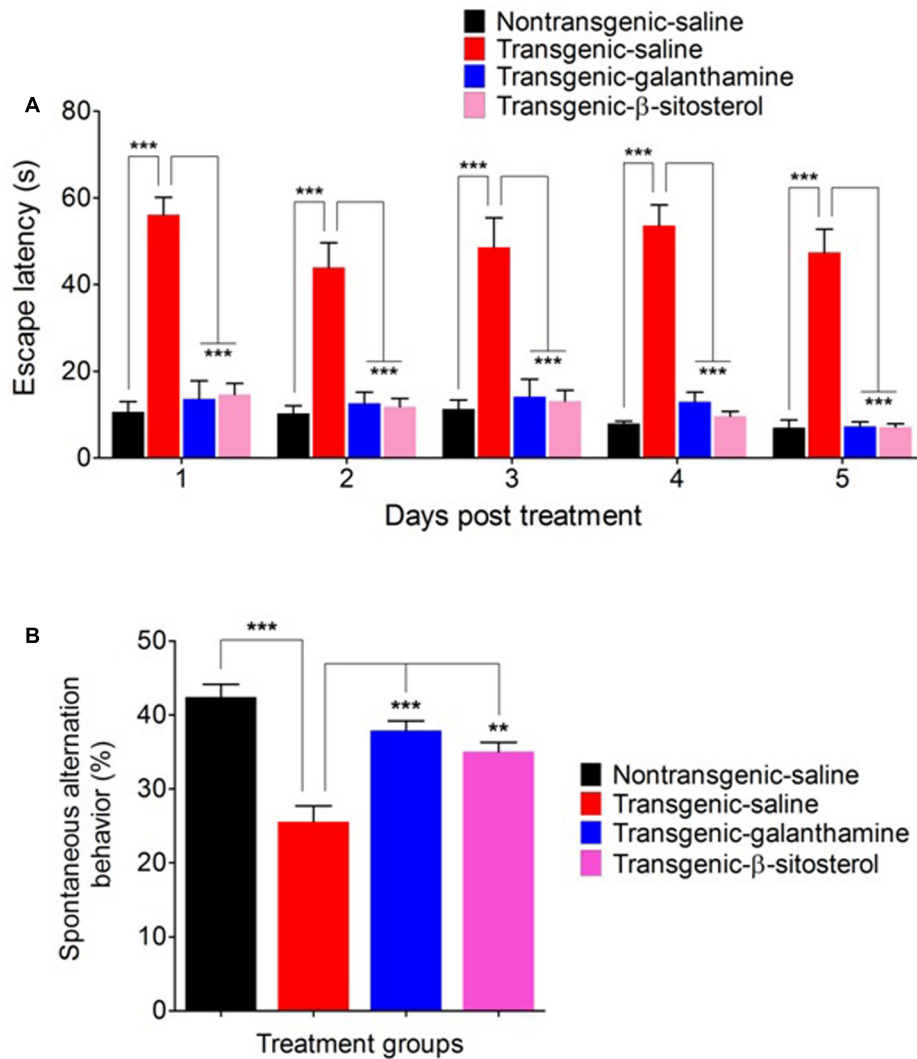 Nontransgenic-saline
Transgenic-saline
Transgenic-galanthamine
Transgenic-β-sitosterol
A
Escape latency (s)
80
60
40
20
0
***
***
***
***
***
***
***
***
***
***
1 2 3 4 5
Days post treatment
B
Spontaneous alternation
behavior (%)
50
40
30
20
10
0
***
***
**
Treatment groups
Nontransgenic-saline
Transgenic-saline
Transgenic-galanthamine
Transgenic-β-sitosterol